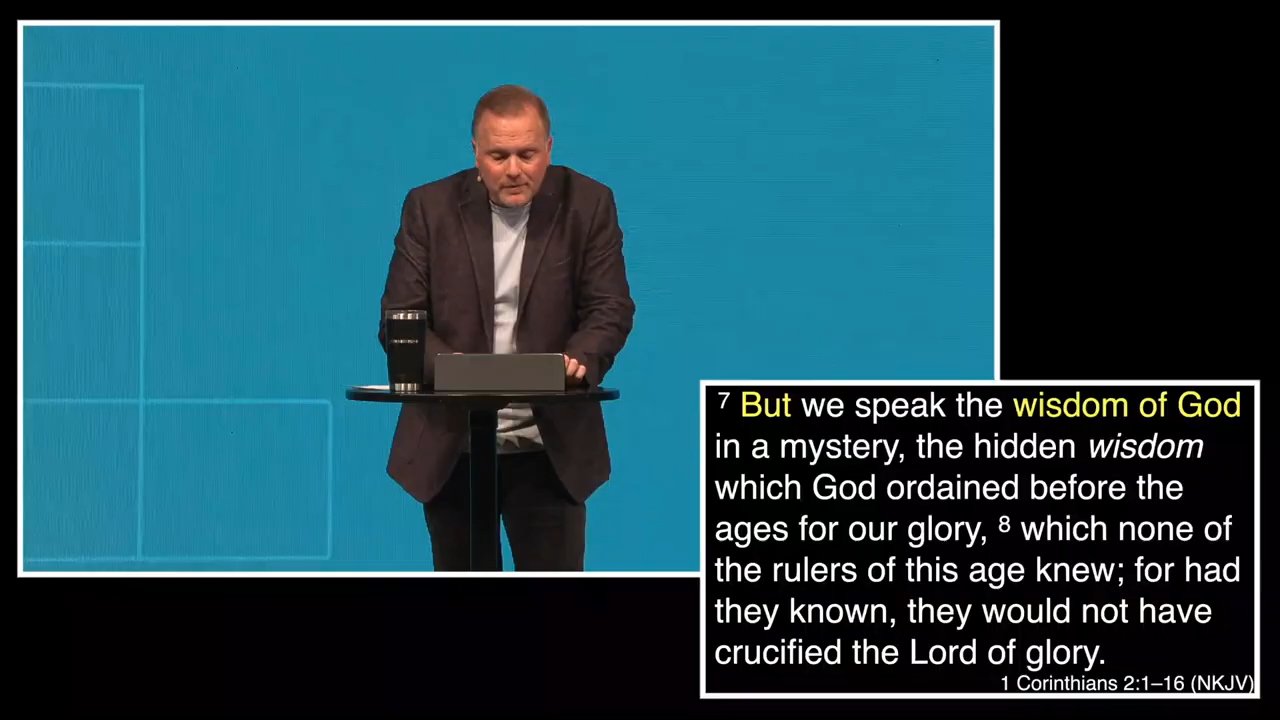 ⁷ But we speak the wisdom of God
in a mystery, the hidden wisdom
which God ordained before the
ages for our glory, ⁸ which none of
the rulers of this age knew; for had
they known, they would not have
crucified the Lord of glory.
1 Corinthians 2:1–16 (NKJV)